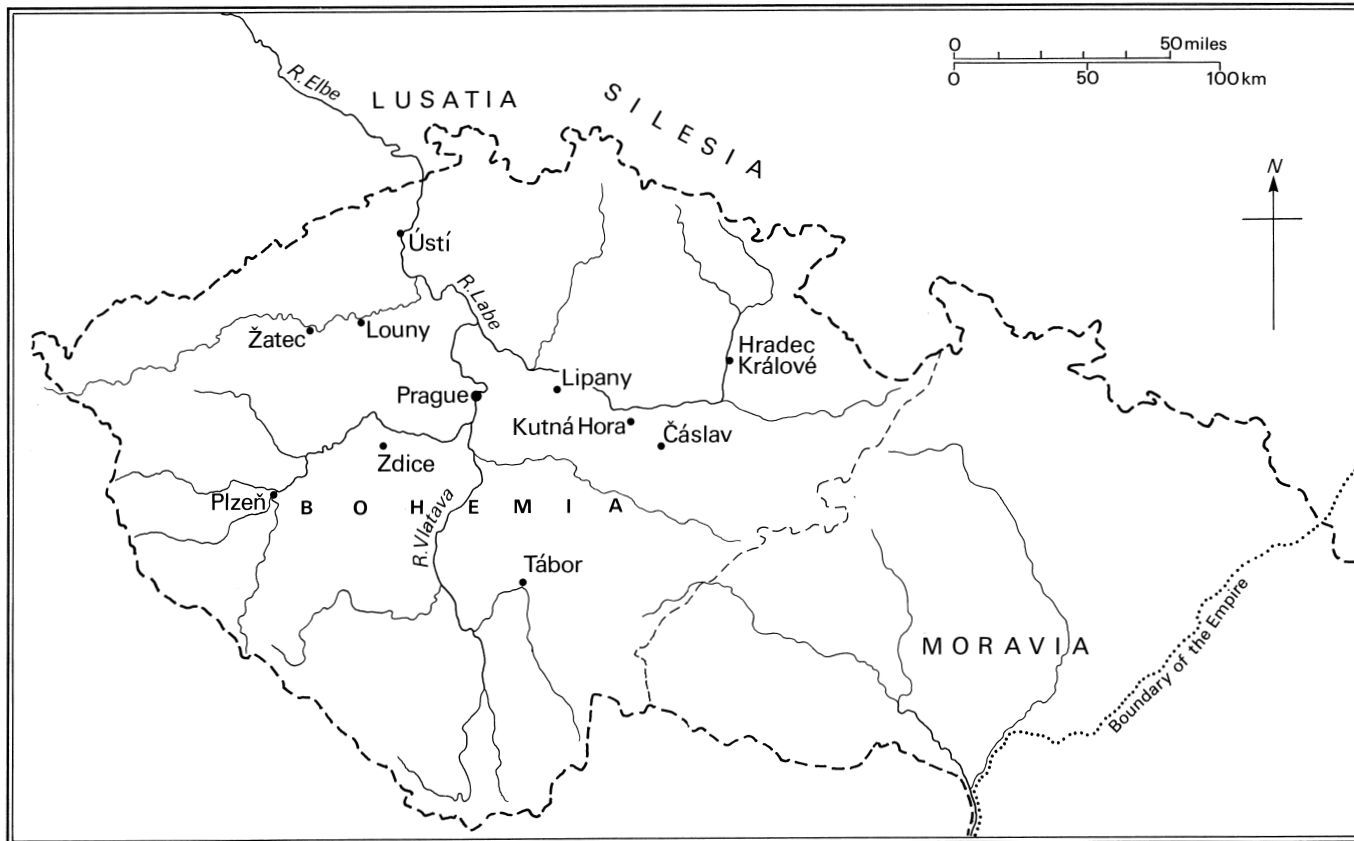 0 50 miles
0 50 100 km
R. Elbe
LUSATIA
SILESIA
N
Ústí
R. Labe
Žatec
Louny
Hradec
Králové
Lipany
Prague
Kutná Hora
Čáslav
Zdice
Plzeň
BOHEMIA
R. Vlatava
Tábor
MORAVIA
Boundary of the Empire